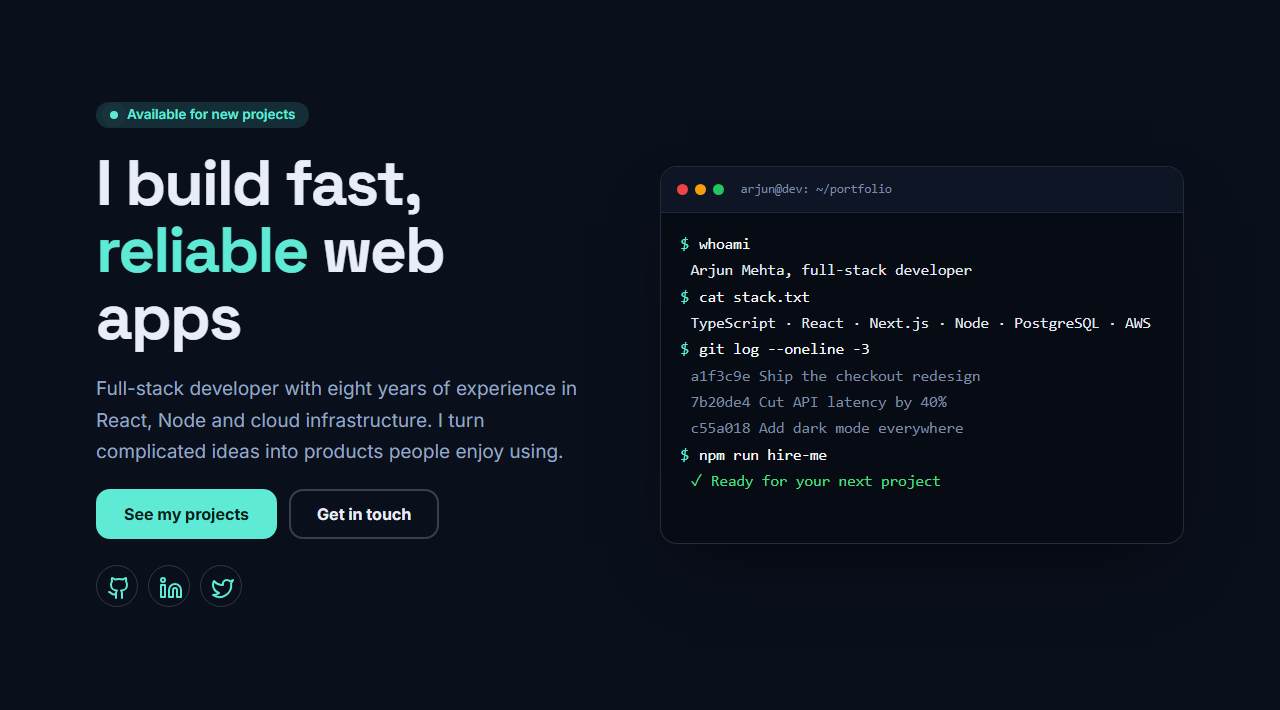 Available for new projects
I build fast,
reliable web
apps
Full-stack developer with eight years of experience in
React, Node and cloud infrastructure. I turn
complicated ideas into products people enjoy using.
See my projects
Get in touch
arjun@dev: ~/portfolio
$ whoami
Arjun Mehta, full-stack developer
$ cat stack.txt
TypeScript · React · Next.js · Node · PostgreSQL · AWS
$ git log --oneline -3
a1f3c9e Ship the checkout redesign
7b20de4 Cut API latency by 40%
c55a018 Add dark mode everywhere
$ npm run hire-me
✓ Ready for your next project